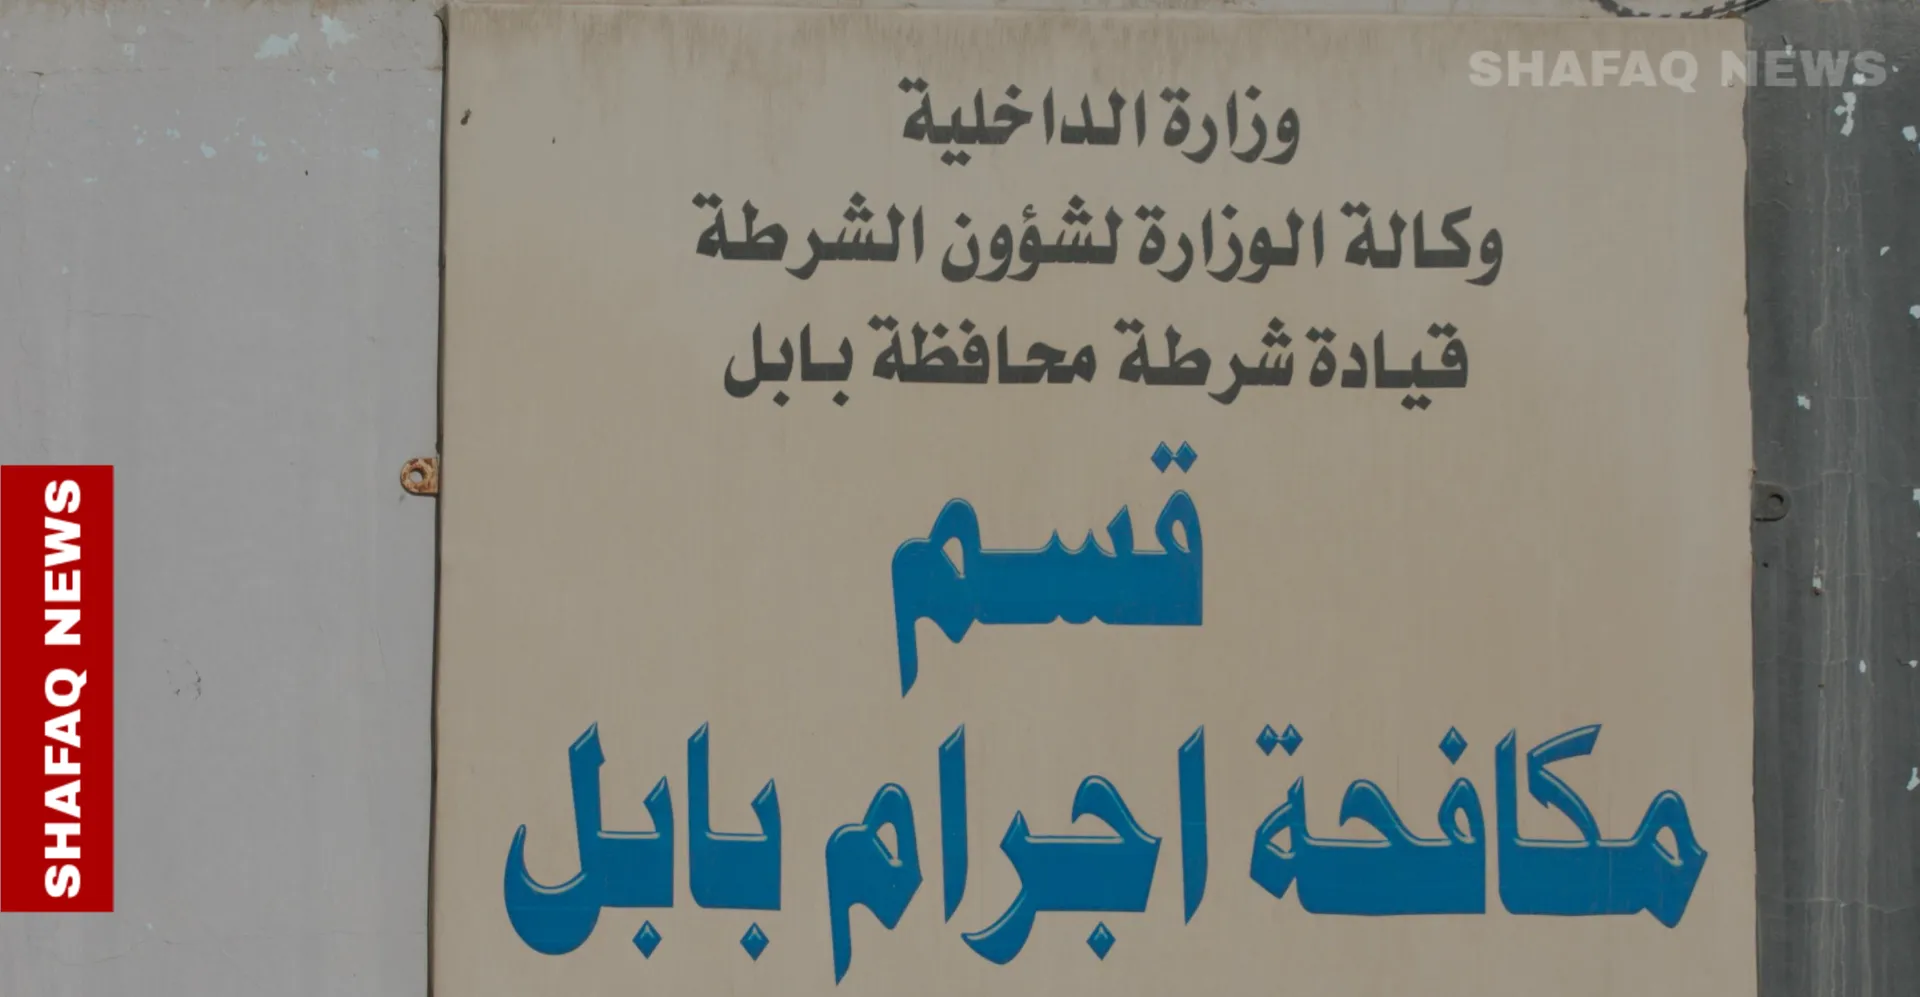 SHAFAQ NEWS
وزارة الداخلية
وكالة الوزارة لشؤون الشرطة
قيادة شرطة محافظة بابل
قسم
مكافحة اجرام بابل
SHAFAQ NEWS